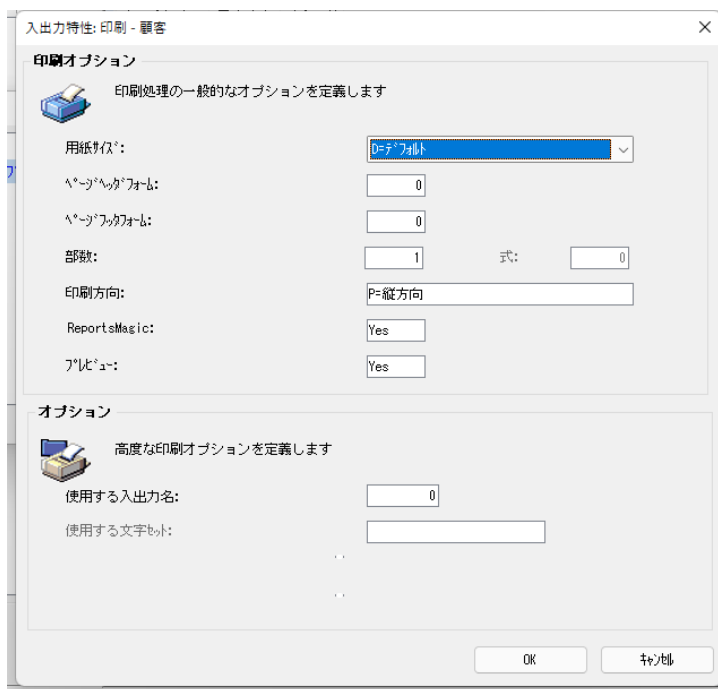 入出力特性: 印刷 - 顧客
印刷オプション
印刷処理の一般的なオプションを定義します
用紙ｻｲｽﾞ:
D=ﾃﾞﾌｫﾙﾄ
ﾍﾟｰｼﾞﾍｯﾀﾞﾌｫｰﾑ:
0
ﾍﾟｰｼﾞﾌｯﾀﾌｫｰﾑ:
0
部数:
1
式:
0
印刷方向:
P=縦方向
ReportsMagic:
Yes
ﾌﾟﾚﾋﾞｭｰ:
Yes
オプション
高度な印刷オプションを定義します
使用する入出力名:
0
使用する文字ｾｯﾄ:
OK
ｷｬﾝｾﾙ